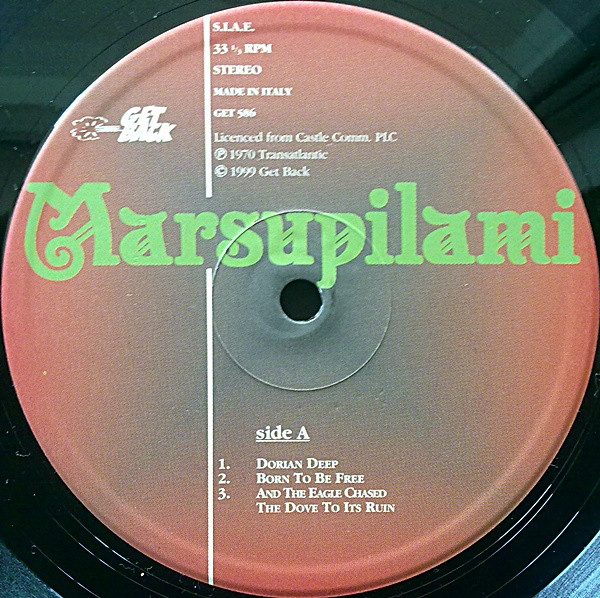 S.I.A.E.
33 ⅓ RPM
STEREO
MADE IN ITALY
GET 586
GET
BACK
Licenced from Castle Comm. PLC
℗ 1970 Transatlantic
© 1999 Get Back
Marsupilami
side A
1. DORIAN DEEP
2. BORN TO BE FREE
3. AND THE EAGLE CHASED
THE DOVE TO ITS RUIN